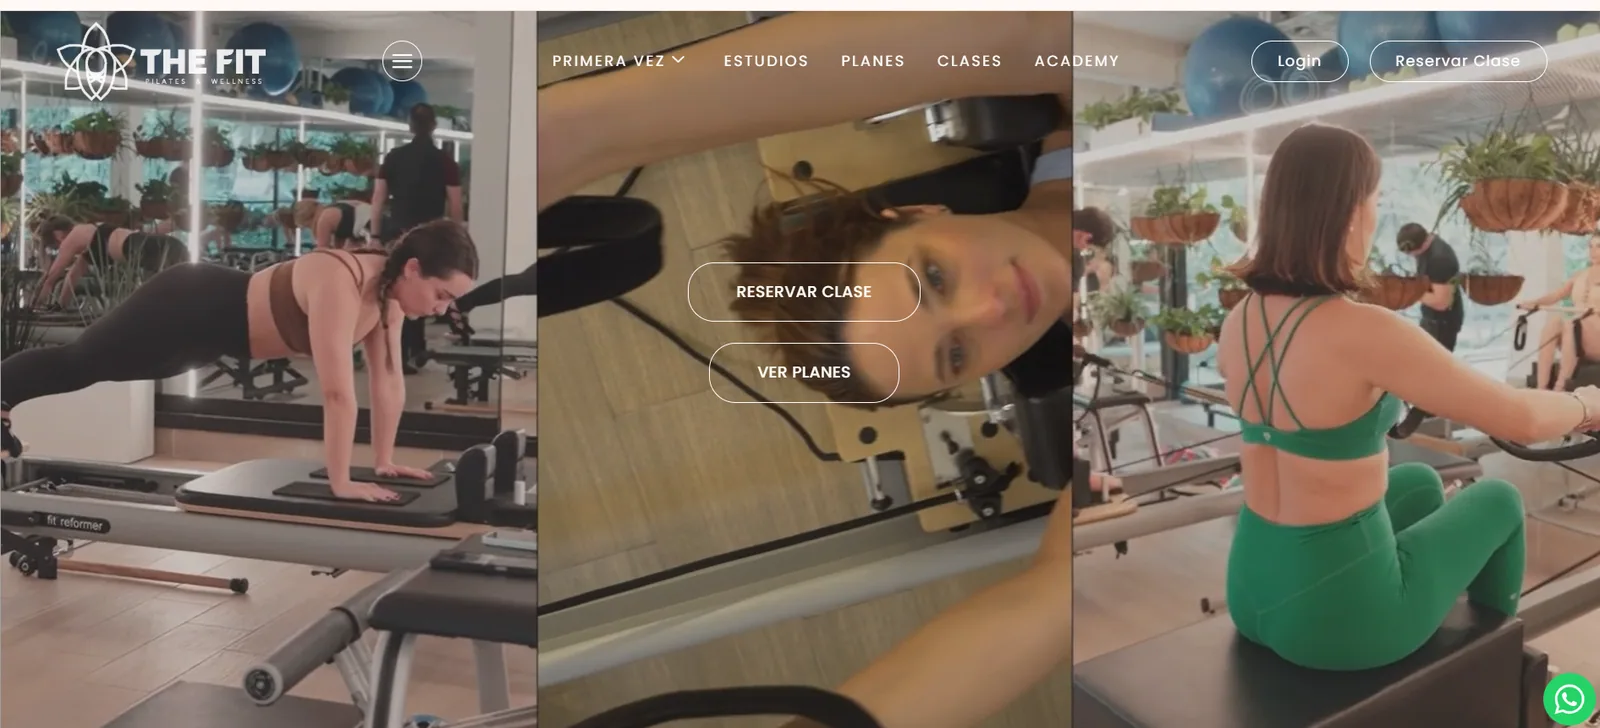 THE FIT
PILATES & WELLNESS
PRIMERA VEZ
ESTUDIOS
PLANES
CLASES
ACADEMY
Login
Reservar Clase
RESERVAR CLASE
VER PLANES
fit reformer